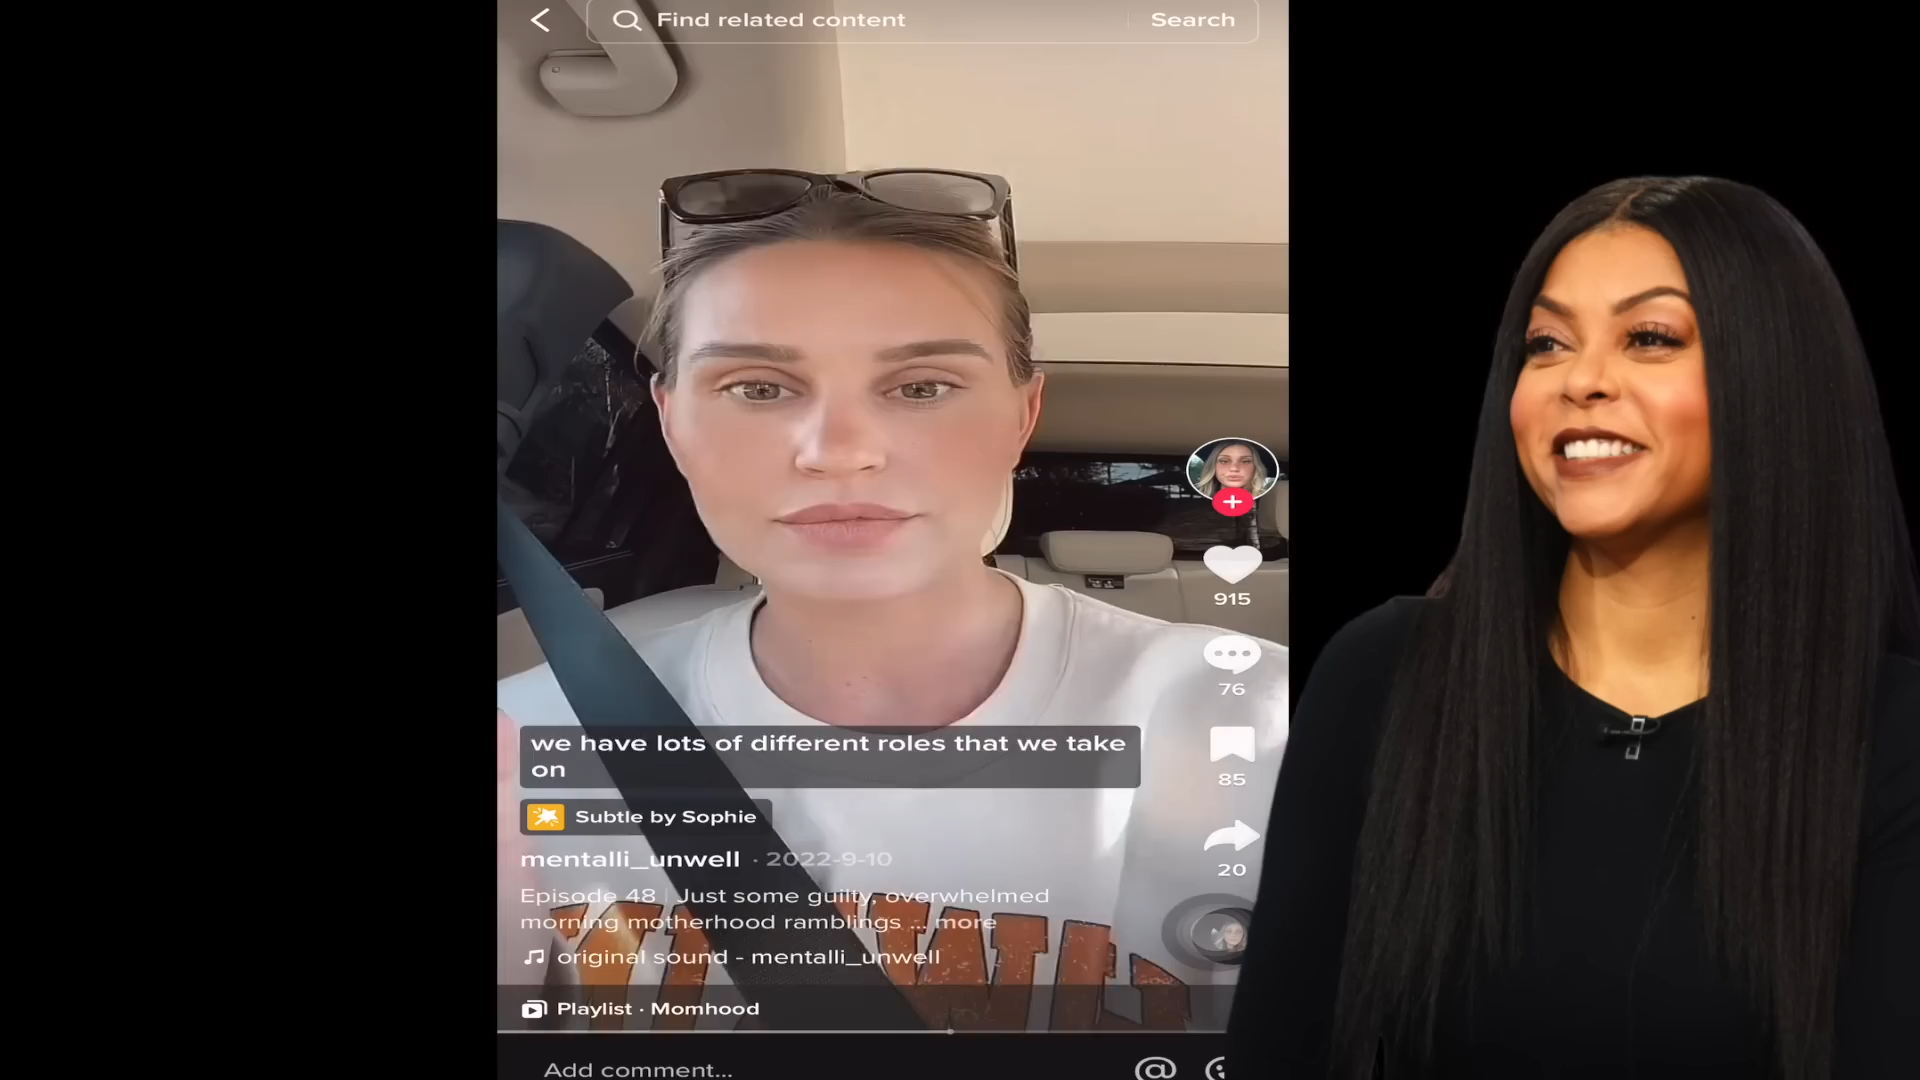 Find related content
Search
915
76
we have lots of different roles that we take
on
85
Subtle by Sophie
mentalli_unwell · 2022-9-10
20
Episode 48 | Just some guilty, overwhelmed
morning motherhood ramblings ... more
original sound - mentalli_unwell
Playlist · Momhood
Add comment...
@